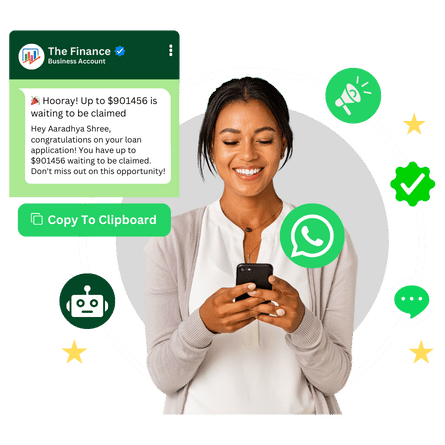 The Finance
Business Account
🎉 Hooray! Up to $901456 is
waiting to be claimed
Hey Aaradhya Shree,
congratulations on your loan
application! You have up to
$901456 waiting to be claimed.
Don't miss out on this opportunity!
Copy To Clipboard